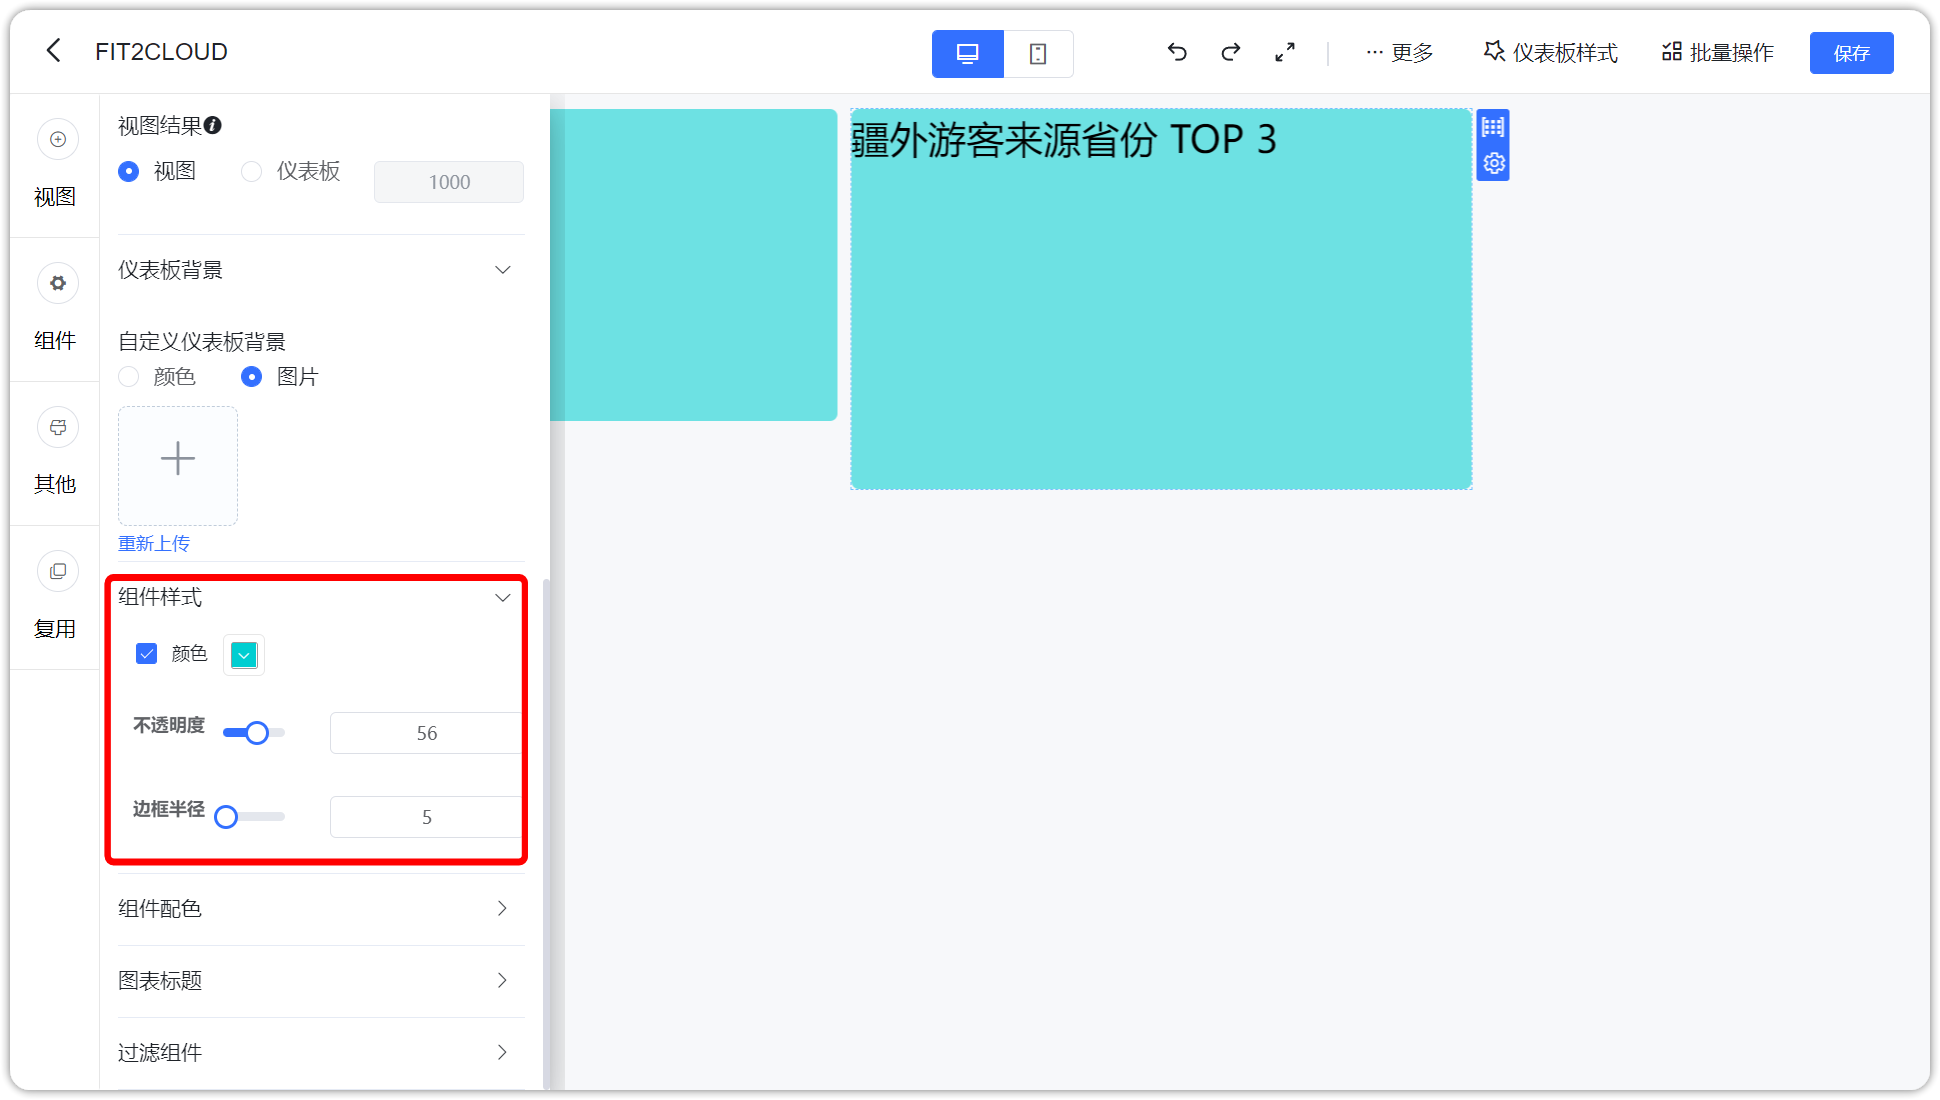 FIT2CLOUD
更多
仪表板样式
批量操作
保存
视图
组件
其他
复用
视图结果
视图
仪表板
1000
仪表板背景
自定义仪表板背景
颜色
图片
重新上传
组件样式
颜色
不透明度
56
边框半径
5
组件配色
图表标题
过滤组件
疆外游客来源省份 TOP 3